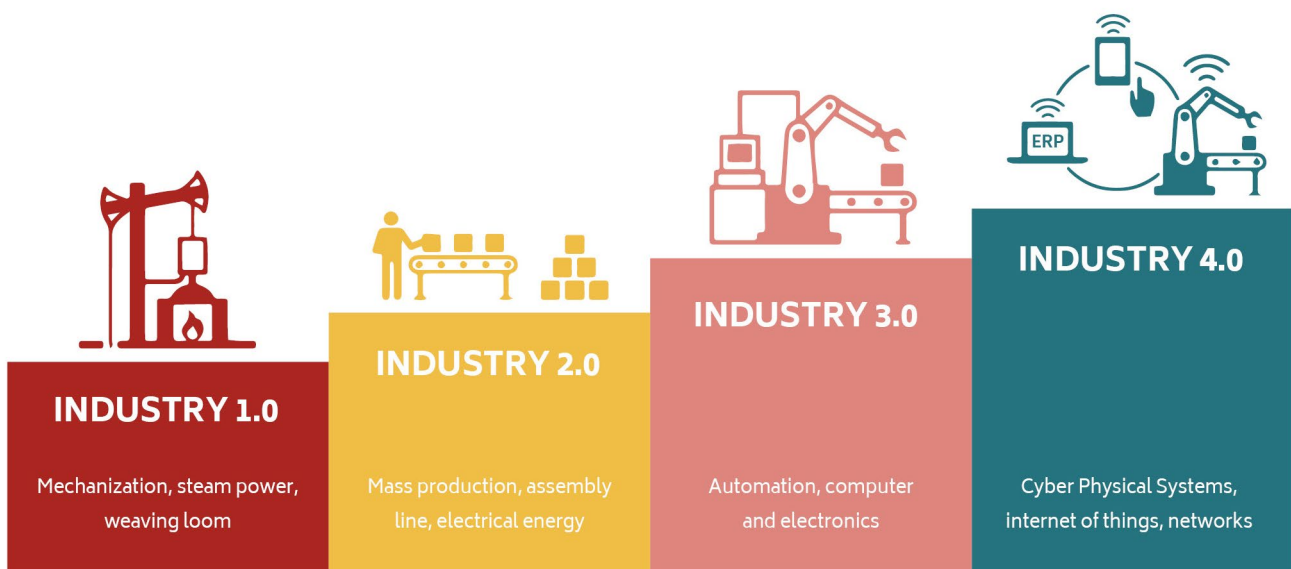 ERP
INDUSTRY 1.0
Mechanization, steam power,
weaving loom
INDUSTRY 2.0
Mass production, assembly
line, electrical energy
INDUSTRY 3.0
Automation, computer
and electronics
INDUSTRY 4.0
Cyber Physical Systems,
internet of things, networks